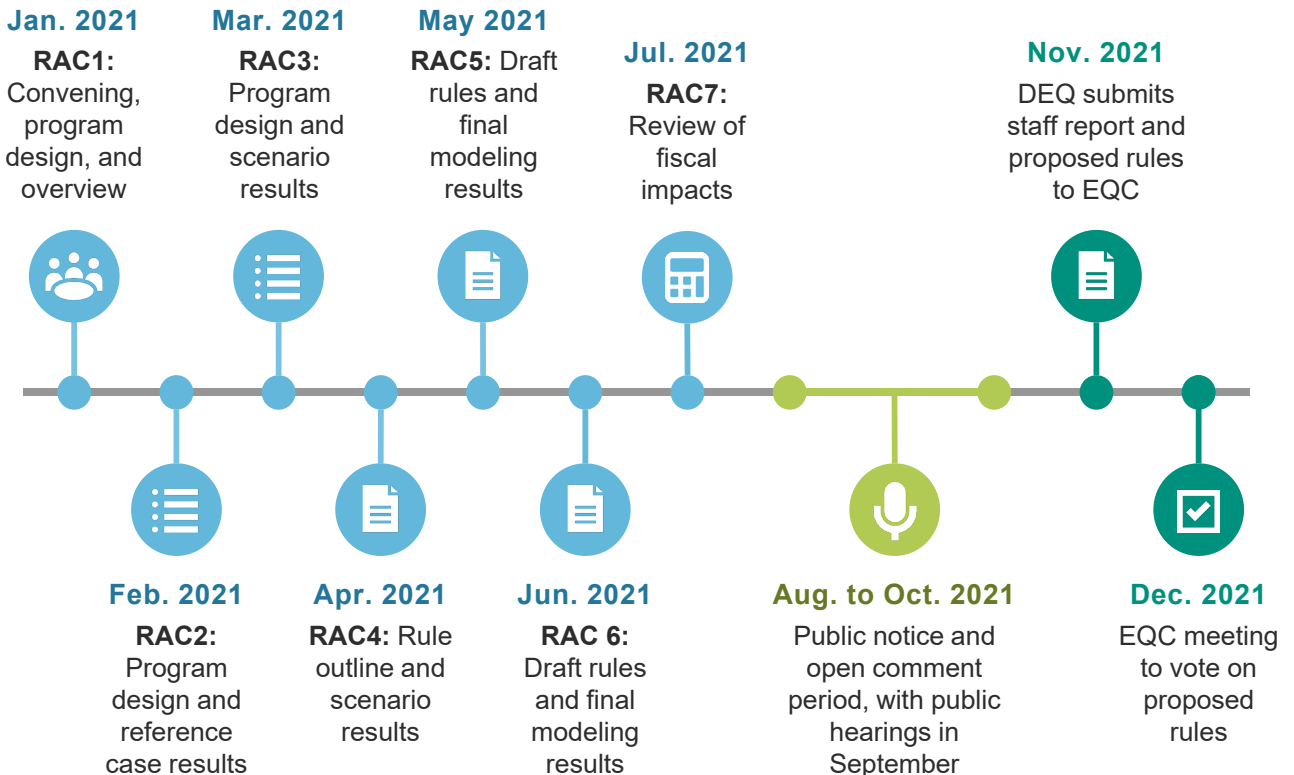 Jan. 2021
RAC1:
Convening,
program
design, and
overview
Mar. 2021
RAC3:
Program
design and
scenario
results
May 2021
RAC5: Draft
rules and
final
modeling
results
Jul. 2021
RAC7:
Review of
fiscal
impacts
Nov. 2021
DEQ submits
staff report and
proposed rules
to EQC
Feb. 2021
RAC2:
Program
design and
reference
case results
Apr. 2021
RAC4: Rule
outline and
scenario
results
Jun. 2021
RAC 6:
Draft rules
and final
modeling
results
Aug. to Oct. 2021
Public notice and
open comment
period, with public
hearings in
September
Dec. 2021
EQC meeting
to vote on
proposed
rules